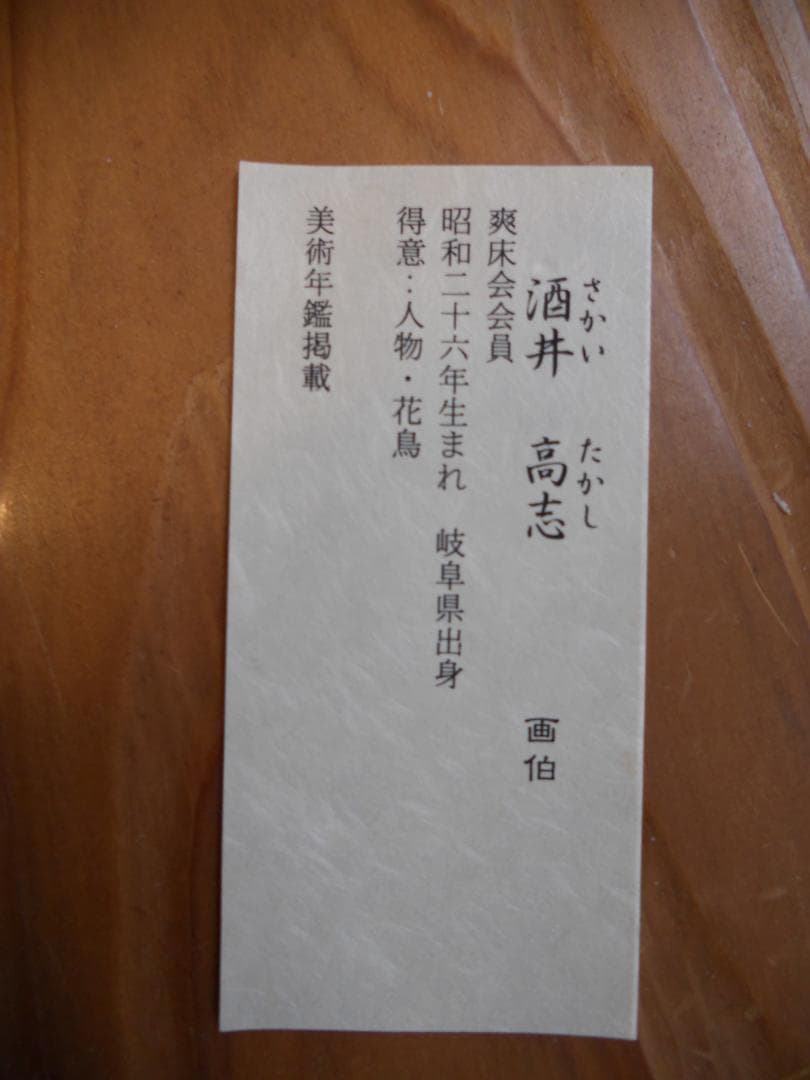 さかい たかし
酒井 高志 画伯
爽床会会員
昭和二十六年生まれ 岐阜県出身
得意：人物・花鳥
美術年鑑掲載